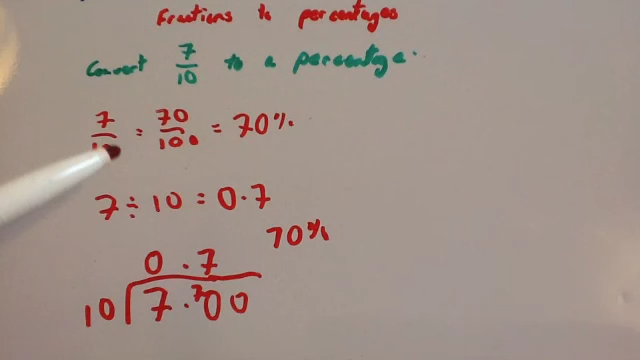 Fractions to percentages
Convert 7/10 to a percentage.
7/10 = 70/100 = 70%
7 ÷ 10 = 0.7
70%
0.7
10 7.⁷00